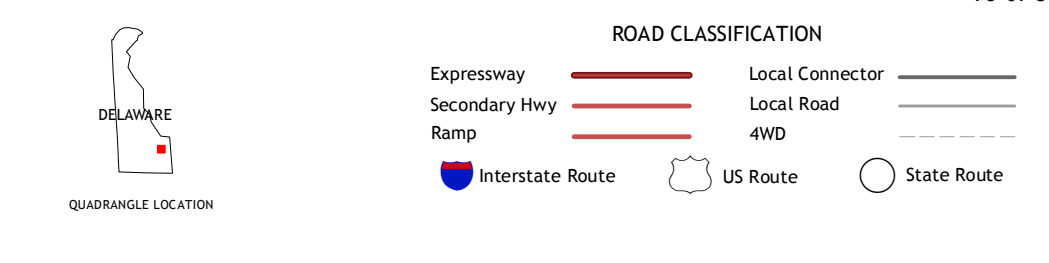 ROAD CLASSIFICATION
Expressway
Local Connector
Secondary Hwy
Local Road
Ramp
4WD
DELAWARE
Interstate Route
US Route
State Route
QUADRANGLE LOCATION